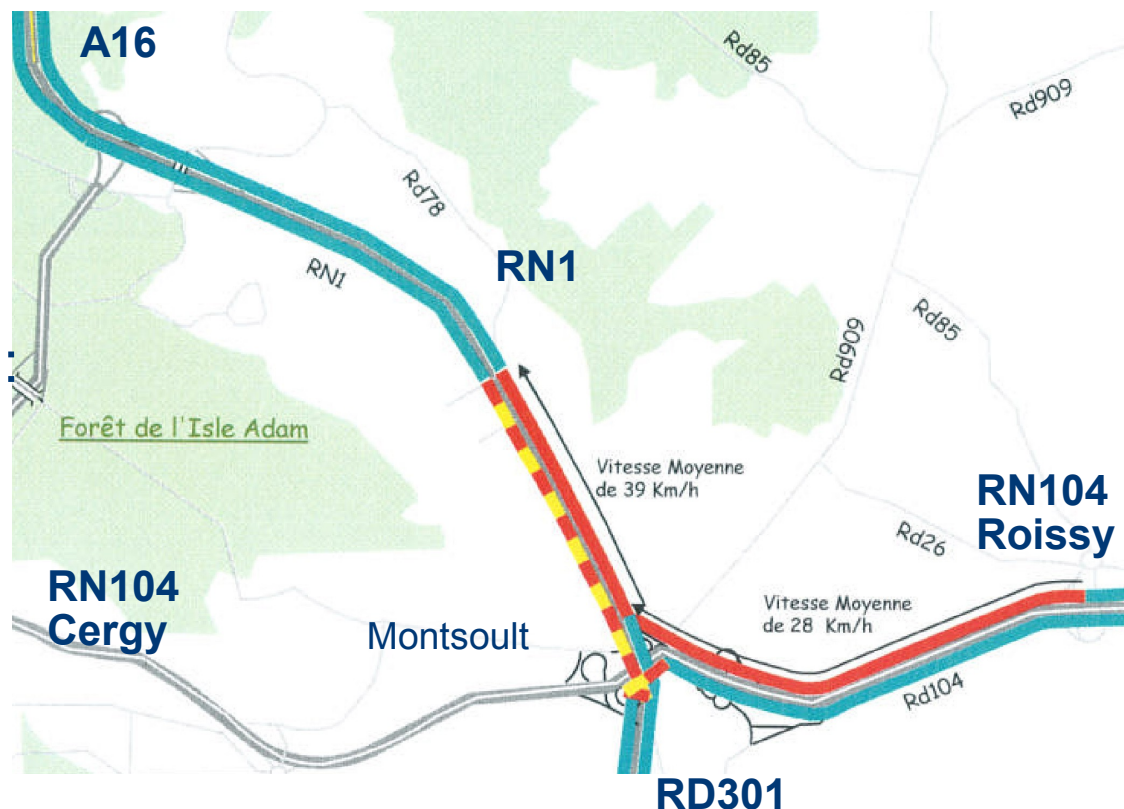 A16
Rd85
Rd909
Rd78
RN1
RN1
Rd85
Rd909
Forêt de l'Isle Adam
Vitesse Moyenne
de 39 Km/h
RN104
Roissy
Rd26
RN104
Cergy
Montsoult
Vitesse Moyenne
de 28 Km/h
Rd104
RD301